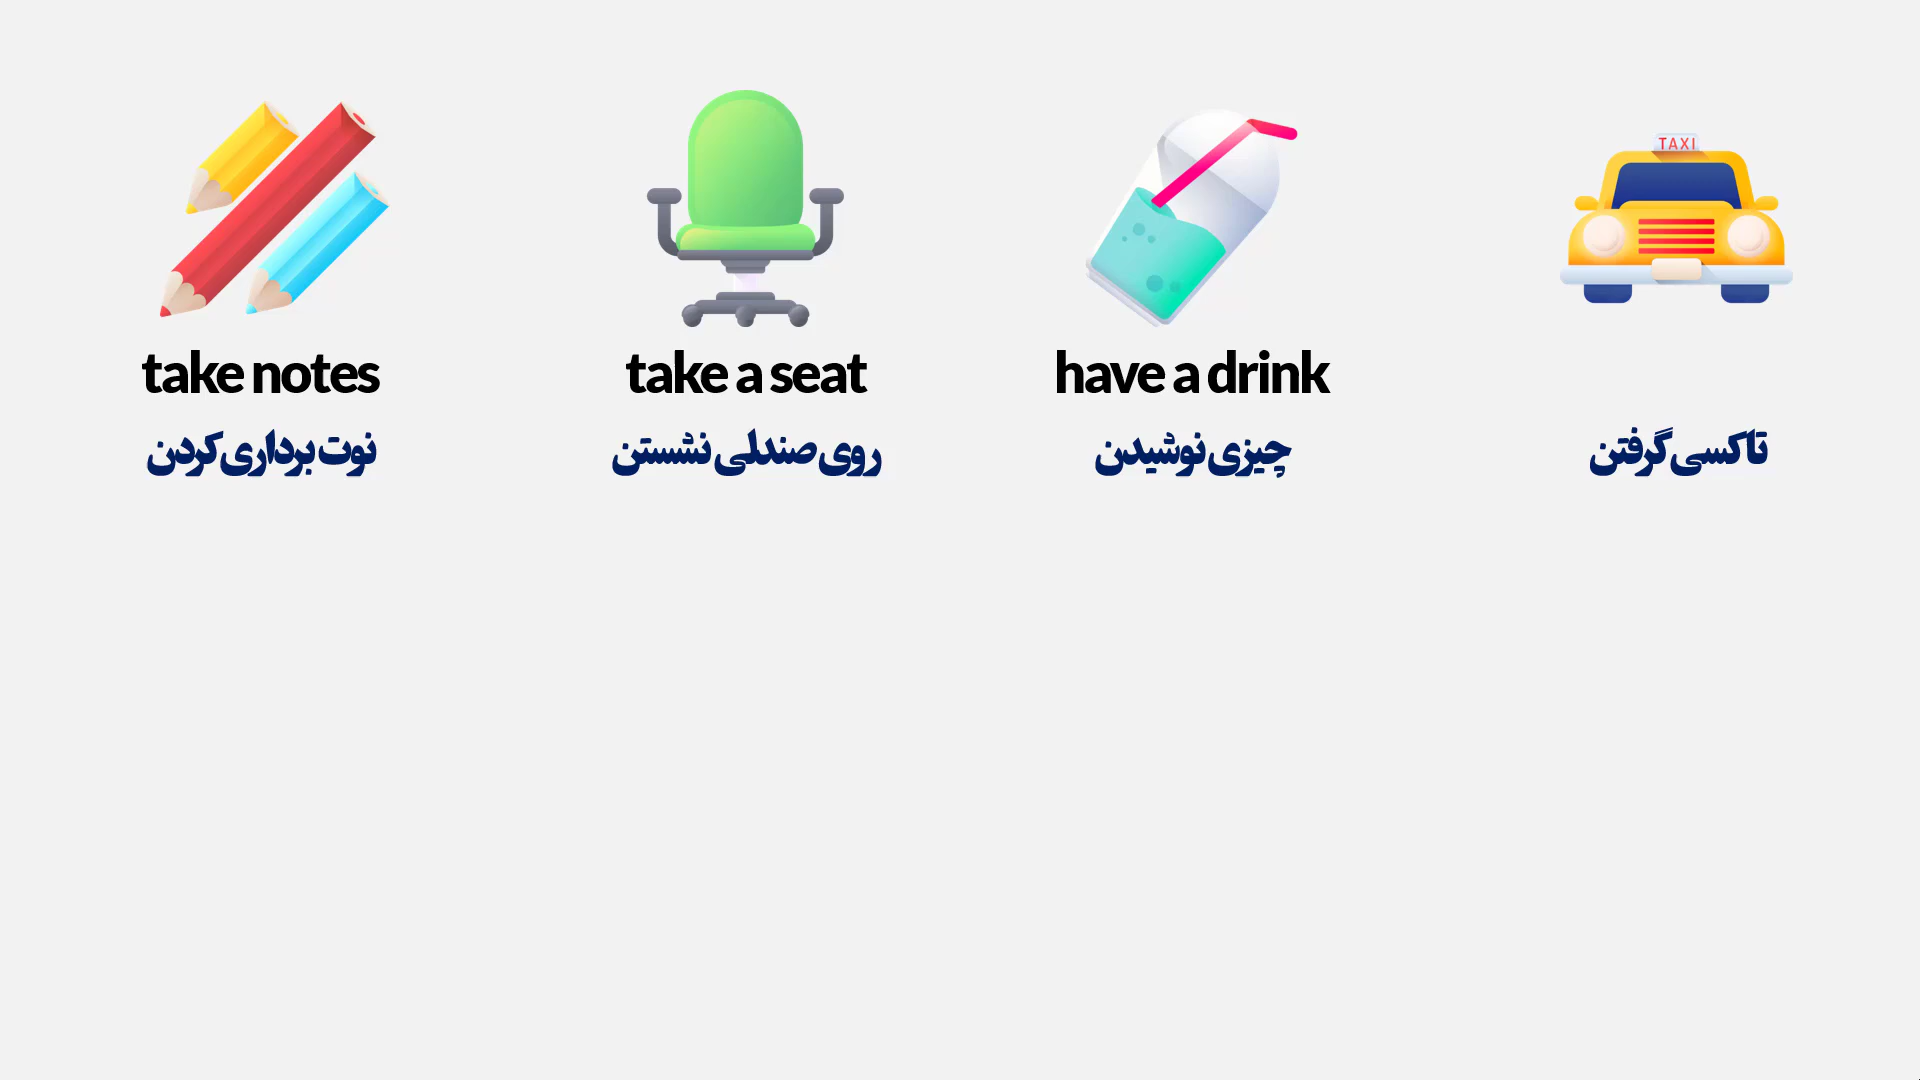 TAXI
take notes
take a seat
have a drink
نوت برداری کردن
روی صندلی نشستن
چیزی نوشیدن
تاکسی گرفتن